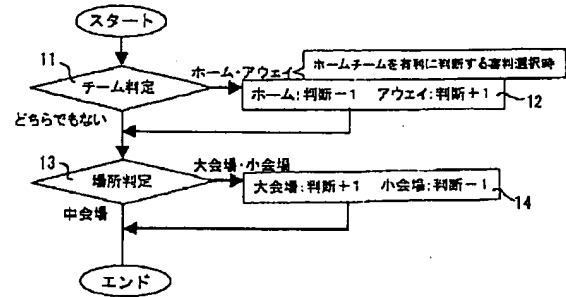 スタート
11
チーム判定
ホーム・アウェイ
ホームチームを有利に判断する審判選択時
ホーム:判断-1 アウェイ:判断+1
12
どちらでもない
13
場所判定
大会場・小会場
大会場:判断+1 小会場:判断-1
14
中会場
エンド